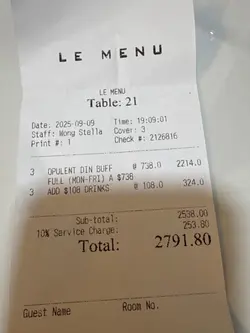 LE MENU
LE MENU
Table: 21
Date: 2025-09-09 Time: 19:09:01
Staff: Wong Stella Cover: 3
Print #: 1 Check #: 2126816
3 OPULENT DIN BUFF @ 738.0 2214.0
FULL (MON-FRI) A $738
3 ADD $108 DRINKS @ 108.0 324.0
Sub-total: 2538.00
10% Service Charge: 253.80
Total: 2791.80
Guest Name Room No.